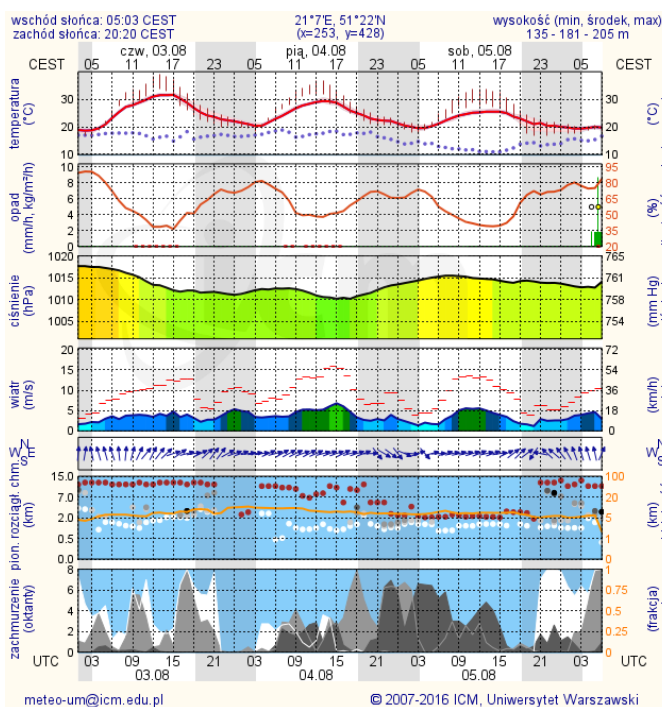 wschód słońca: 05:03 CEST 21°7'E, 51°22'N wysokość (min, środek, max)
zachód słońca: 20:20 CEST (x=253, y=428) 135 - 181 - 205 m
czw, 03.08 pią, 04.08 sob, 05.08
CEST 05 11 17 23 05 11 17 23 05 11 17 23 05 CEST
temperatura (°C)
30 30
20 20
10 10
opad (mm/h, kg/m²/h) (%)
10 95
8 80
6 65
4 50
2 35
0 20
ciśnienie (hPa) (mm Hg)
1020 765
1015 761
1010 758
1005 754
wiatr (m/s) (km/h)
20 72
15 54
10 36
5 18
0 0
N W E S N W E S
pion. rozciągł. chm. (km) (km)
15.0 100
7.0 20
2.0 5
0.5 1
0.0 0
zachmurzenie (oktanty) (frakcja)
8 1
6 0.75
4 0.5
2 0.25
0 0
UTC 03 09 15 21 03 09 15 21 03 09 15 21 03 UTC
03.08 04.08 05.08
meteo-um@icm.edu.pl © 2007-2016 ICM, Uniwersytet Warszawski